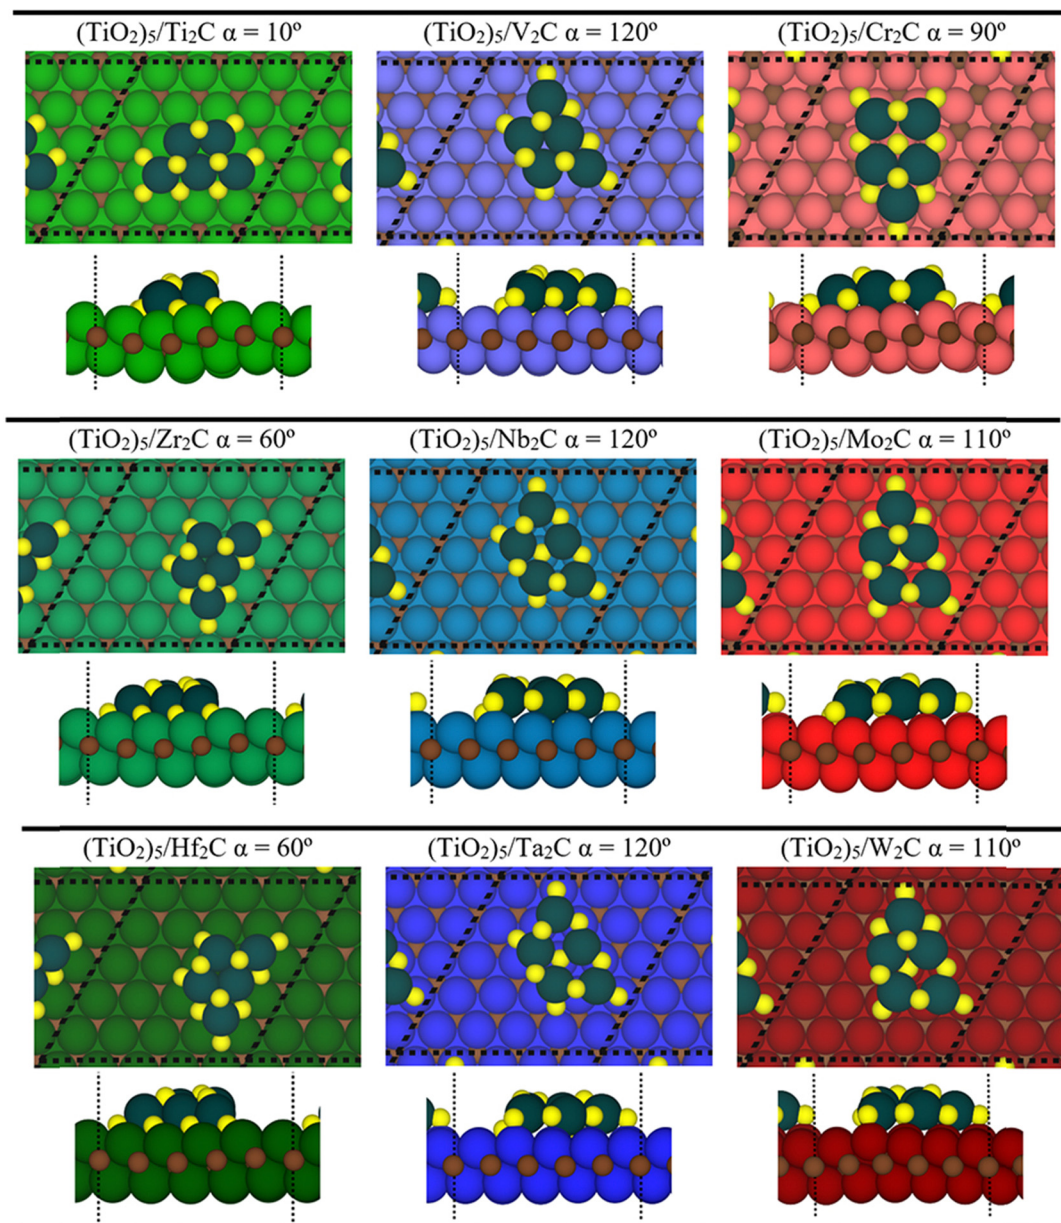 (TiO₂)₅/Ti₂C α = 10º
(TiO₂)₅/V₂C α = 120º
(TiO₂)₅/Cr₂C α = 90º
(TiO₂)₅/Zr₂C α = 60º
(TiO₂)₅/Nb₂C α = 120º
(TiO₂)₅/Mo₂C α = 110º
(TiO₂)₅/Hf₂C α = 60º
(TiO₂)₅/Ta₂C α = 120º
(TiO₂)₅/W₂C α = 110º